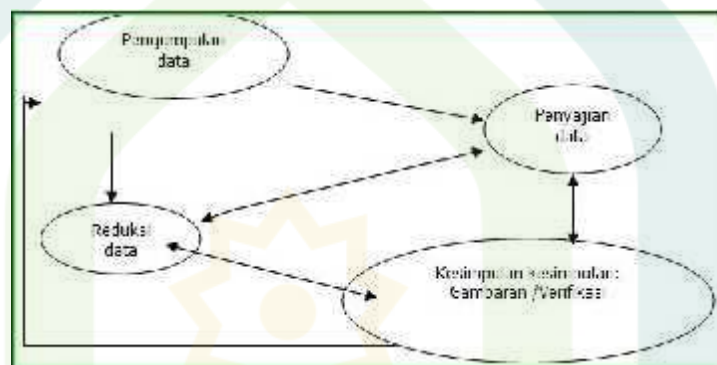 Pengumpulan
data
Penyajian
data
Reduksi
data
Kesimpulan-kesimpulan:
Gambaran /Verifikasi